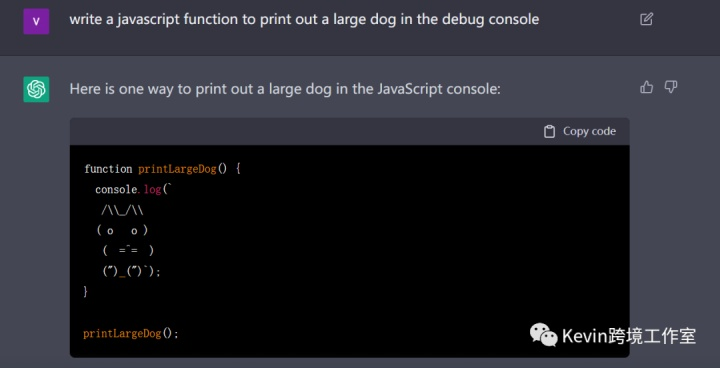 V
write a javascript function to print out a large dog in the debug console
Here is one way to print out a large dog in the JavaScript console:
Copy code
function printLargeDog() {
console.log(`
/\\_/\\
( o   o )
(  =^=  )
(")_(")`);
}
printLargeDog();
Kevin跨境工作室